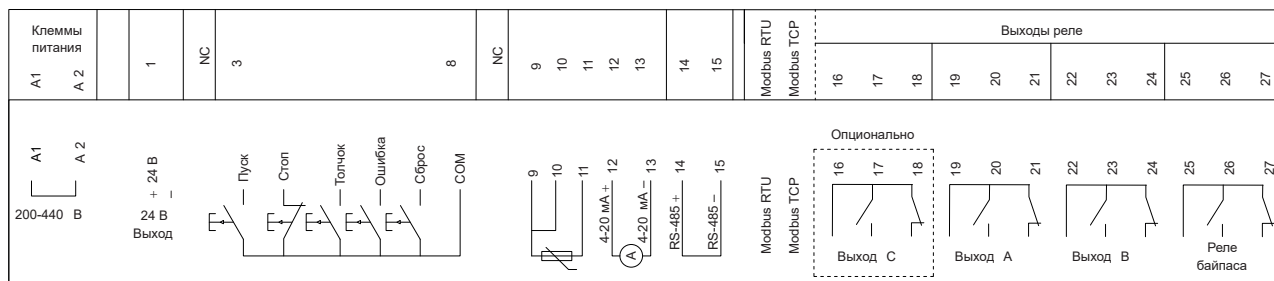 Клеммы
питания
A1 A 2
1
NC
3
8
NC
9 10 11 12 13
14 15
Modbus RTU
Modbus TCP
Выходы реле
16 17 18 19 20 21 22 23 24 25 26 27
A1 A 2
200-440 В
+ 24 В
–
24 В
Выход
Пуск
Стоп
Толчок
Ошибка
Сброс
COM
9 10 11 12 13 14 15
4-20 мА +
A
4-20 мА –
RS-485 +
RS-485 –
Modbus RTU
Modbus TCP
Опционально
16 17 18 19 20 21 22 23 24 25 26 27
Выход С
Выход А
Выход В
Реле
байпаса